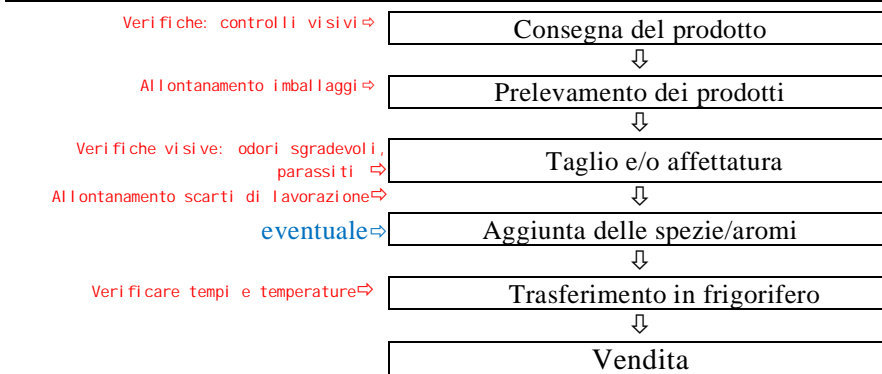 Verifiche: controlli visivi⇨ Consegna del prodotto
⇩
Allontanamento imballaggi⇨ Prelevamento dei prodotti
⇩
Verifiche visive: odori sgradevoli,
parassiti ⇨ Taglio e/o affettatura
Allontanamento scarti di lavorazione⇨ ⇩
eventuale⇨ Aggiunta delle spezie/aromi
⇩
Verificare tempi e temperature⇨ Trasferimento in frigorifero
⇩
Vendita